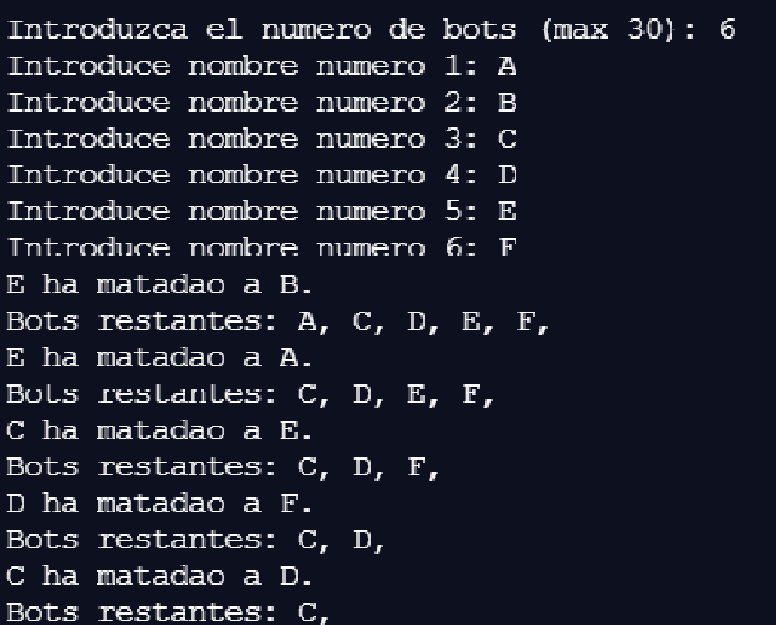 Introduzca el numero de bots (max 30): 6
Introduce nombre numero 1: A
Introduce nombre numero 2: B
Introduce nombre numero 3: C
Introduce nombre numero 4: D
Introduce nombre numero 5: E
Introduce nombre numero 6: F
E ha matadao a B.
Bots restantes: A, C, D, E, F,
E ha matadao a A.
Bots restantes: C, D, E, F,
C ha matadao a E.
Bots restantes: C, D, F,
D ha matadao a F.
Bots restantes: C, D,
C ha matadao a D.
Bots restantes: C,